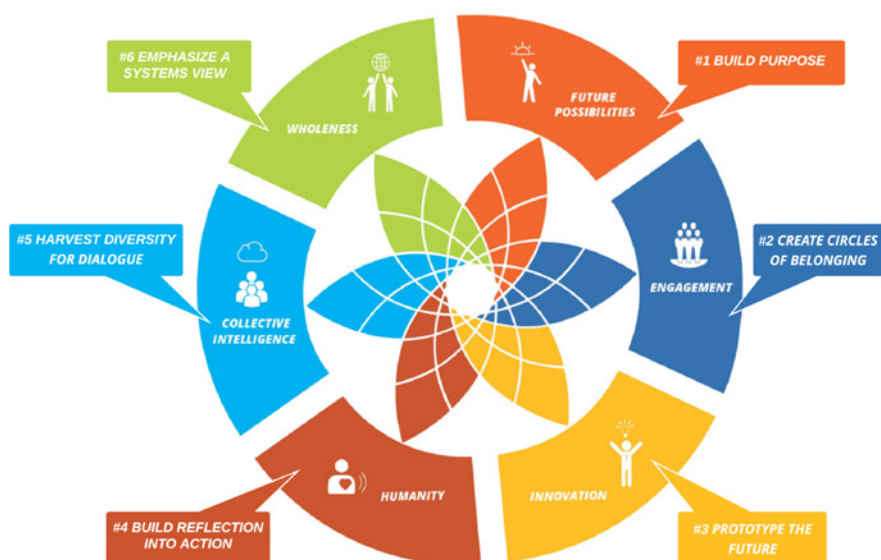 #6 EMPHASIZE A
SYSTEMS VIEW
WHOLENESS
#1 BUILD PURPOSE
FUTURE
POSSIBILITIES
#2 CREATE CIRCLES
OF BELONGING
ENGAGEMENT
#3 PROTOTYPE THE
FUTURE
INNOVATION
#4 BUILD REFLECTION
INTO ACTION
HUMANITY
#5 HARVEST DIVERSITY
FOR DIALOGUE
COLLECTIVE
INTELLIGENCE